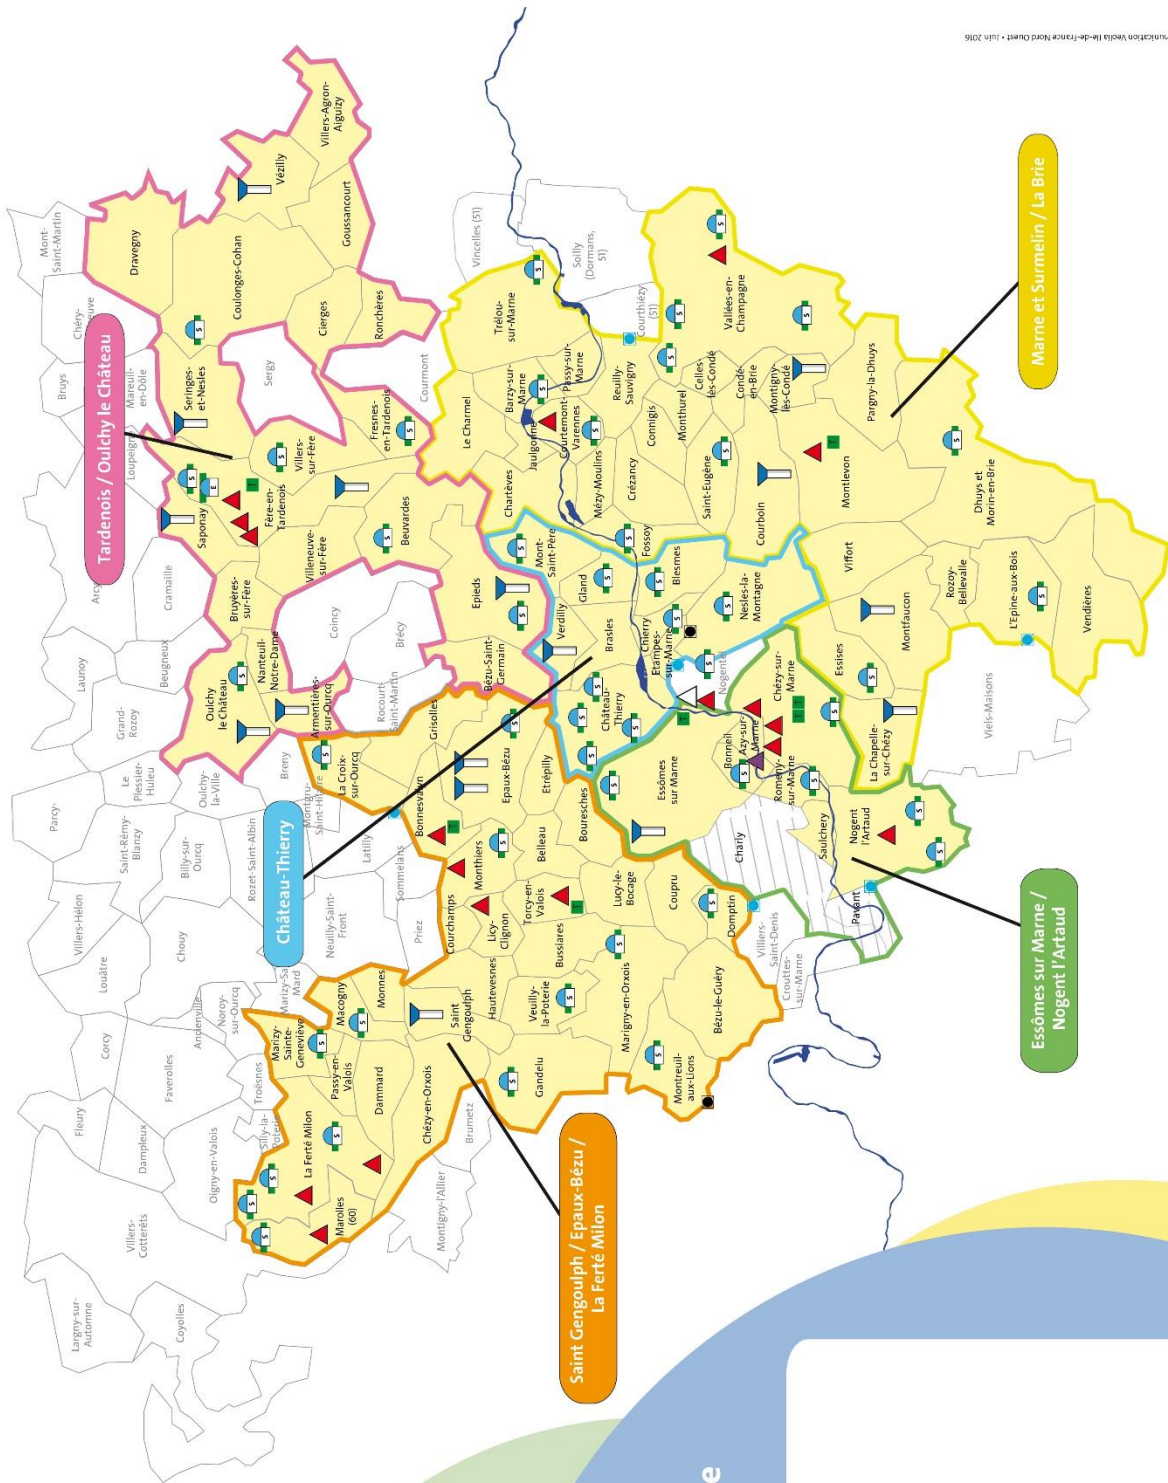 Communication Veolia Ile-de-France Nord Ouest • Juin 2016
Tardenois / Oulchy le Château
Château-Thierry
Marne et Surmelin / La Brie
Essômes sur Marne /
Nogent l'Artaud
Saint Gengoulph / Epaux-Bézu /
La Ferté Milon
Mont-
Saint-Martin
Bruys
Mareuil-
en-Dôle
Loupeigne
Dravegny
Coulonges-Cohan
Vézilly
Villers-Agron-
Aiguizy
Goussancourt
Cierges
Ronchères
Sergy
Seringes-
et-Nesles
Saponay
Fère-en-
Tardenois
Villers-
sur-Fère
Fresnes-
en-Tardenois
Courmont
Villeneuve-
sur-Fère
Beuvardes
Bruyères-
sur-Fère
Epieds
Bézu-Saint-
Germain
Coincy
Brécy
Rocourt-
Saint-Martin
Nanteuil-
Notre-Dame
Armentières-
sur-Ourcq
Oulchy
le Château
Cramaille
Beugneux
Launoy
Grand-
Rozoy
Le
Plessier-
Huleu
Oulchy-
la-Ville
Breny
Parcy-
Saint-Rémy-
Blanzy
Billy-sur-
Ourcq
Rozet-Saint-Albin
Latilly
Sommelans
Neuilly-Saint-
Front
Priez
Villers-Hélon
Louâtre
Chouy
Ancienville
Noroy-
sur-Ourcq
Corcy
Faverolles
Troësnes
Fleury
Dampleux
Oigny-en-Valois
Villers-
Cotterêts
Largny-sur-
Automne
Coyolles
La Croix-
sur-Ourcq
Grisolles
Bonnesvalyn
Epaux-Bézu
Etrépilly
Monthiers
Courchamps
Licy-
Clignon
Torcy-en-
Valois
Belleau
Bouresches
Bussiares
Lucy-le-
Bocage
Coupru
Domptin
Hautevesnes
Veuilly-
la-Poterie
Marigny-en-Orxois
Bézu-le-Guéry
Montreuil-
aux-Lions
Gandelu
Saint
Gengoulph
Monnes
Macogny
Marizy-
Sainte-
Geneviève
Passy-en-
Valois
Dammard
Chézy-en-Orxois
La Ferté Milon
Marolles
(60)
Brumetz
Montigny-l'Allier
Villiers-
Saint-Denis
Crouttes-
sur-Marne
Charly
Pavant
Saulchery
Nogent
l'Artaud
Romeny-
sur-Marne
Azy-sur-
Marne
Bonneil
Essômes
sur Marne
Chézy-sur-
Marne
Nogentel
Château-
Thierry
Brasles
Verdilly
Gland
Mont-
Saint-Père
Chierry
Etampes-
sur-Marne
Blesmes
Nesles-la-
Montagne
Fossoy
Chartèves
Le Charmel
Jaulgonne
Barzy-sur-
Marne
Passy-sur-
Marne
Trélou-
sur-Marne
Vincelles (51)
Soilly
(Dormans,
51)
Courthiézy
(51)
Courtemont-
Varennes
Reuilly-
Sauvigny
Mézy-Moulins
Crézancy
Connigis
Monthurel
Celles-
lès-Condé
Condé-
en-Brie
Saint-Eugène
Courboin
Montigny-
lès-Condé
Vallées-en-
Champagne
Pargny-la-Dhuys
Montlevon
Dhuys et
Morin-en-Brie
Viffort
Montfaucon
Rozoy-
Bellevalle
L'Epine-aux-Bois
Vendières
Essises
La Chapelle-
sur-Chézy
Viels-Maisons
e